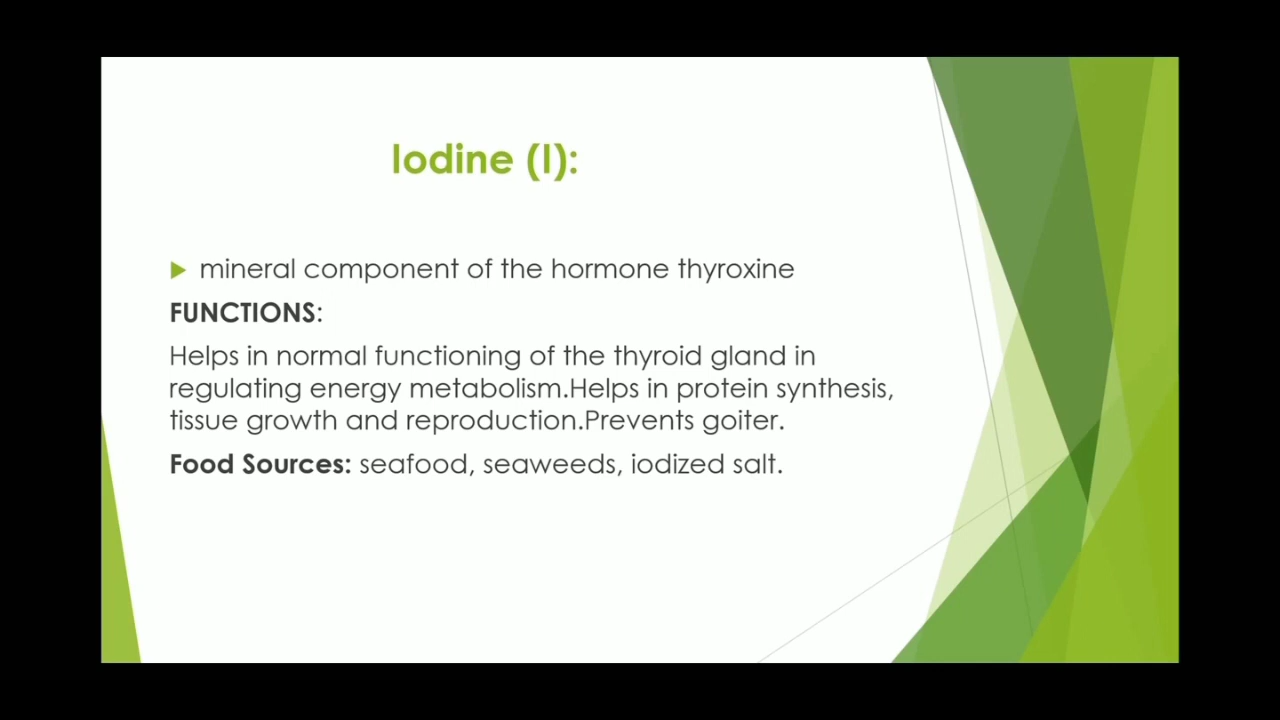 Iodine (I):
mineral component of the hormone thyroxine
FUNCTIONS:
Helps in normal functioning of the thyroid gland in
regulating energy metabolism.Helps in protein synthesis,
tissue growth and reproduction.Prevents goiter.
Food Sources: seafood, seaweeds, iodized salt.